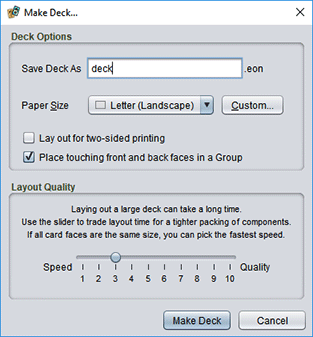 Make Deck...
Deck Options
Save Deck As deck .eon
Paper Size Letter (Landscape) Custom...
Lay out for two-sided printing
Place touching front and back faces in a Group
Layout Quality
Laying out a large deck can take a long time.
Use the slider to trade layout time for a tighter packing of components.
If all card faces are the same size, you can pick the fastest speed.
Speed Quality
1 2 3 4 5 6 7 8 9 10
Make Deck Cancel